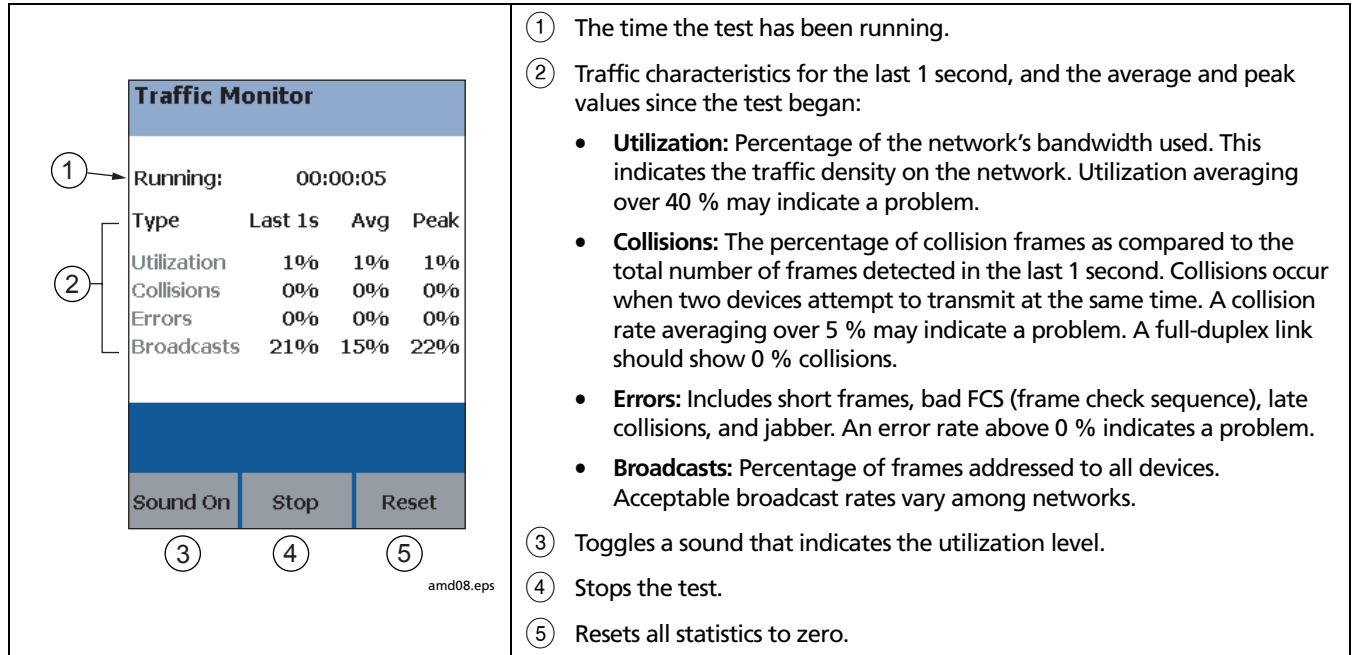 Traffic Monitor
1
Running: 00:00:05
2
Type Last 1s Avg Peak
Utilization 1% 1% 1%
Collisions 0% 0% 0%
Errors 0% 0% 0%
Broadcasts 21% 15% 22%
Sound On Stop Reset
3 4 5
amd08.eps
1 The time the test has been running.
2 Traffic characteristics for the last 1 second, and the average and peak
values since the test began:
• Utilization: Percentage of the network’s bandwidth used. This
indicates the traffic density on the network. Utilization averaging
over 40 % may indicate a problem.
• Collisions: The percentage of collision frames as compared to the
total number of frames detected in the last 1 second. Collisions occur
when two devices attempt to transmit at the same time. A collision
rate averaging over 5 % may indicate a problem. A full-duplex link
should show 0 % collisions.
• Errors: Includes short frames, bad FCS (frame check sequence), late
collisions, and jabber. An error rate above 0 % indicates a problem.
• Broadcasts: Percentage of frames addressed to all devices.
Acceptable broadcast rates vary among networks.
3 Toggles a sound that indicates the utilization level.
4 Stops the test.
5 Resets all statistics to zero.